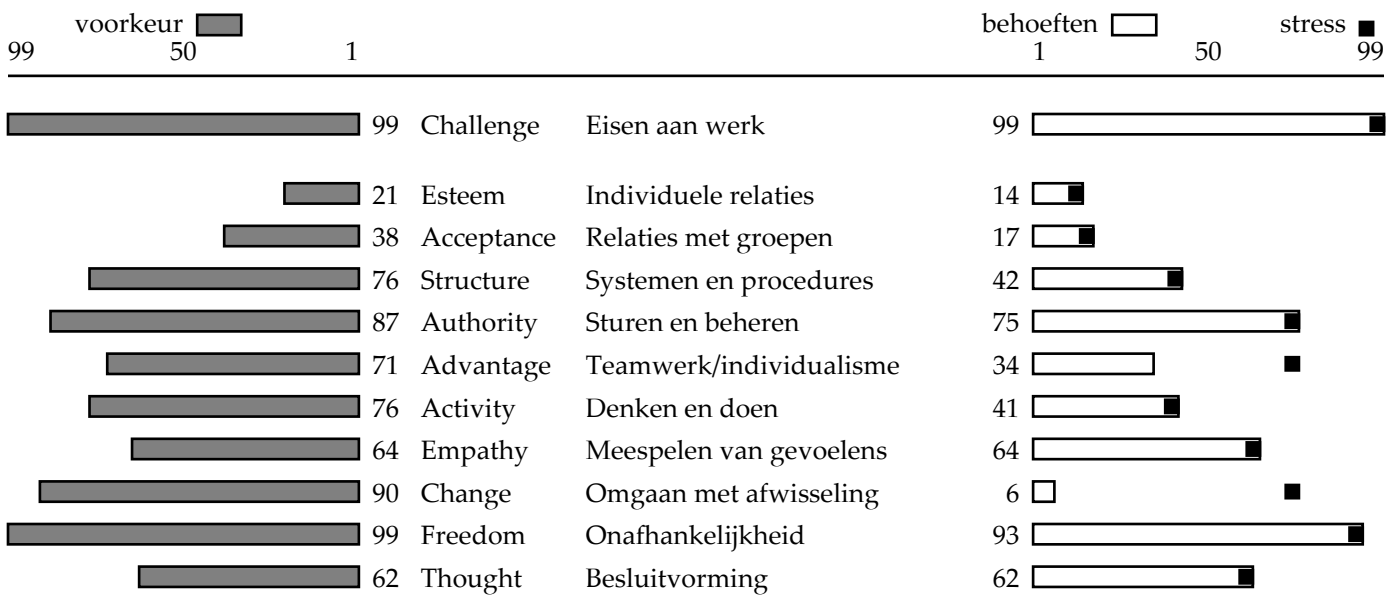 voorkeur behoeften stress
99 50 1 1 50 99
99 Challenge Eisen aan werk 99
21 Esteem Individuele relaties 14
38 Acceptance Relaties met groepen 17
76 Structure Systemen en procedures 42
87 Authority Sturen en beheren 75
71 Advantage Teamwerk/individualisme 34
76 Activity Denken en doen 41
64 Empathy Meespelen van gevoelens 64
90 Change Omgaan met afwisseling 6
99 Freedom Onafhankelijkheid 93
62 Thought Besluitvorming 62